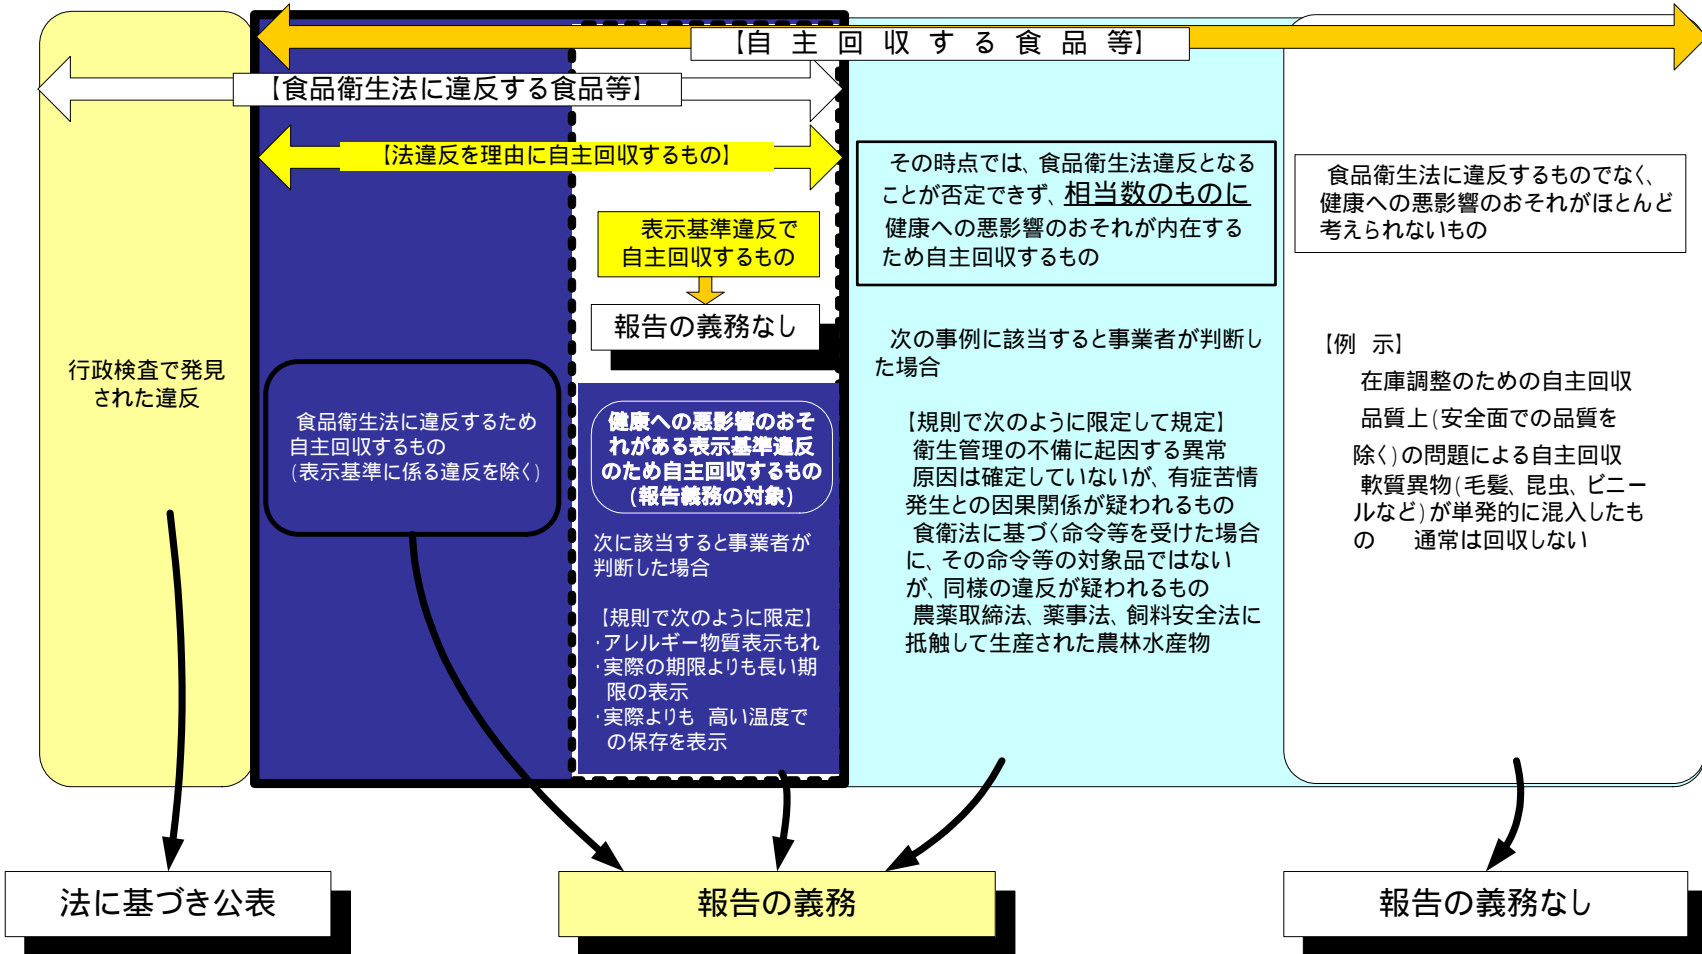 【自主回収する食品等】
【食品衛生法に違反する食品等】
【法違反を理由に自主回収するもの】
行政検査で発見
された違反
食品衛生法に違反するため
自主回収するもの
(表示基準に係る違反を除く)
表示基準違反で
自主回収するもの
報告の義務なし
健康への悪影響のおそ
れがある表示基準違反
のため自主回収するもの
(報告義務の対象)
次に該当すると事業者が
判断した場合
【規則で次のように限定】
・アレルギー物質表示もれ
・実際の期限よりも長い期
限の表示
・実際よりも 高い温度で
の保存を表示
その時点では、食品衛生法違反となる
ことが否定できず、相当数のものに
健康への悪影響のおそれが内在する
ため自主回収するもの
次の事例に該当すると事業者が判断し
た場合
【規則で次のように限定して規定】
衛生管理の不備に起因する異常
原因は確定していないが、有症苦情
発生との因果関係が疑われるもの
食衛法に基づく命令等を受けた場合
に、その命令等の対象品ではない
が、同様の違反が疑われるもの
農薬取締法、薬事法、飼料安全法に
抵触して生産された農林水産物
食品衛生法に違反するものでなく、
健康への悪影響のおそれがほとんど
考えられないもの
【例 示】
在庫調整のための自主回収
品質上(安全面での品質を
除く)の問題による自主回収
軟質異物(毛髪、昆虫、ビニー
ルなど)が単発的に混入したも
の 通常は回収しない
法に基づき公表
報告の義務
報告の義務なし